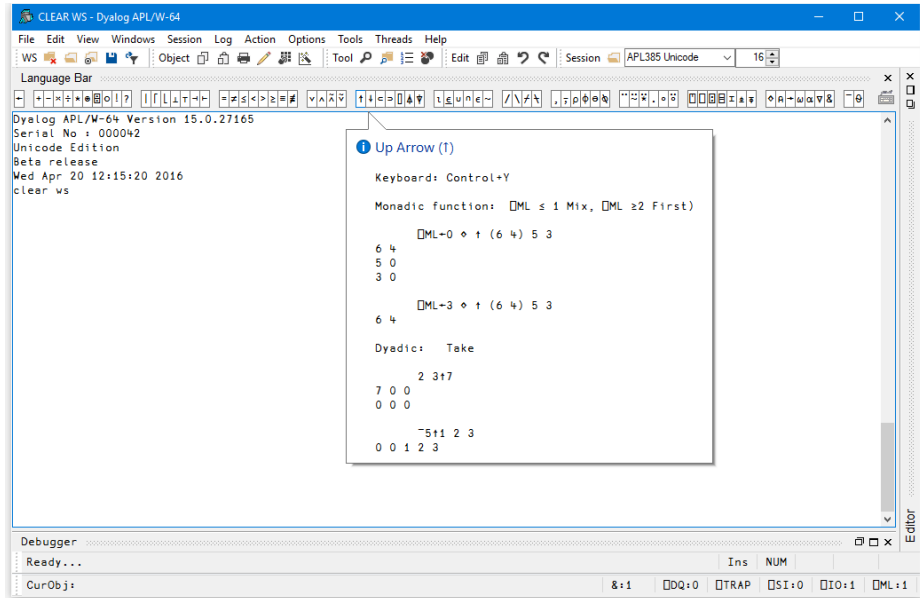 CLEAR WS - Dyalog APL/W-64
File Edit View Windows Session Log Action Options Tools Threads Help
WS Object Tool Edit Session APL385 Unicode 16
Language Bar
← + - × ÷ * ⍟ ⌹ ○ ! ? | ⌈ ⌊ ⊥ ⊤ ⊣ ⊢ = ≠ ≤ < > ≥ ≡ ≢ ∨ ∧ ⍲ ⍱ ↑ ↓ ⊂ ⊃ ⌷ ⍋ ⍒ ⍳ ⍷ ∪ ∩ ∊ ~ / \ ⌿ ⍀ , ⍪ ⍴ ⌽ ⊖ ⍉ ¨ ⍨ ⍣ . ∘ ⍤ ⍞ ⎕ ⍠ ⌸ ⌶ ⍎ ⍕ ⋄ ⍝ → ⍵ ⍺ ∇ & ¯ ⍬
Dyalog APL/W-64 Version 15.0.27165
Serial No : 000042
Unicode Edition
Beta release
Wed Apr 20 12:15:20 2016
clear ws
Up Arrow (↑)
Keyboard: Control+Y
Monadic function: ⎕ML ≤ 1 Mix, ⎕ML ≥2 First)
⎕ML←0 ⋄ ↑ (6 4) 5 3
6 4
5 0
3 0
⎕ML←3 ⋄ ↑ (6 4) 5 3
6 4
Dyadic: Take
2 3↑7
7 0 0
0 0 0
¯5↑1 2 3
0 0 1 2 3
Editor
Debugger
Ready...
Ins NUM
CurObj:
&:1 ⎕DQ:0 ⎕TRAP ⎕SI:0 ⎕IO:1 ⎕ML:1